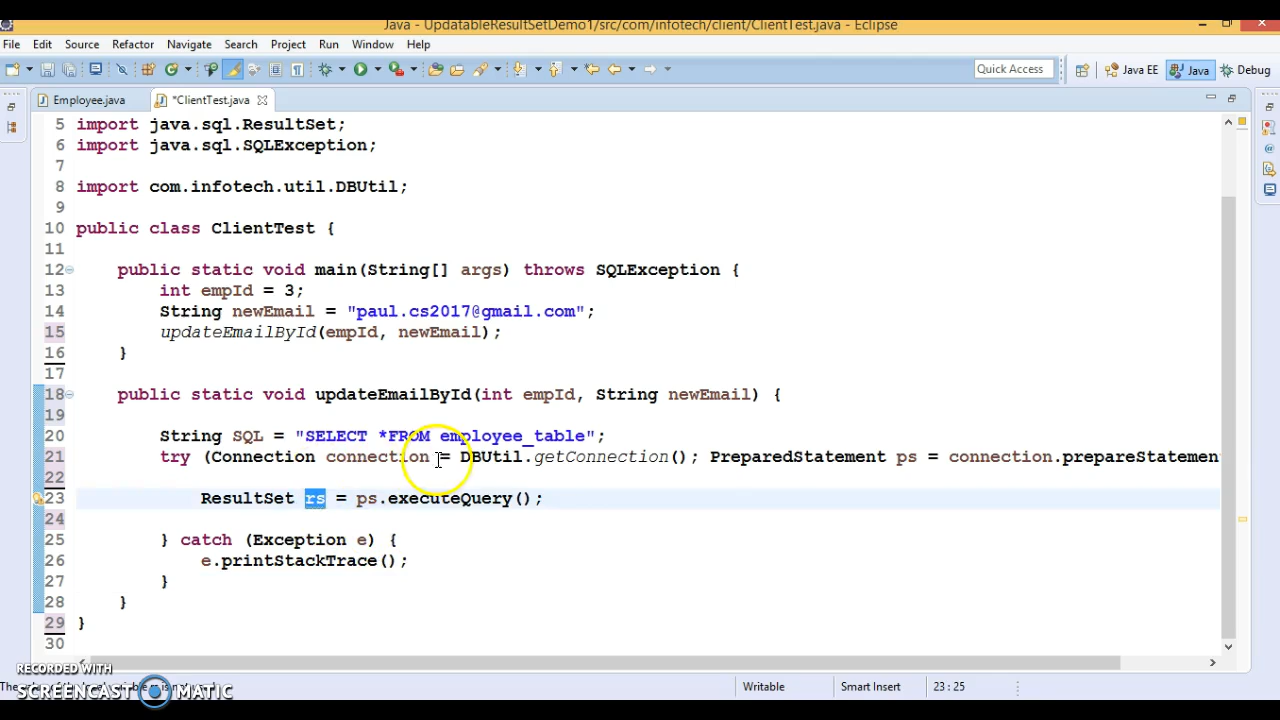 Java - UpdatableResultSetDemo1/src/com/infotech/client/ClientTest.java - Eclipse
File Edit Source Refactor Navigate Search Project Run Window Help
Quick Access Java EE Java Debug
Employee.java *ClientTest.java
5 import java.sql.ResultSet;
6 import java.sql.SQLException;
7
8 import com.infotech.util.DBUtil;
9
10 public class ClientTest {
11
12 public static void main(String[] args) throws SQLException {
13 int empId = 3;
14 String newEmail = "paul.cs2017@gmail.com";
15 updateEmailById(empId, newEmail);
16 }
17
18 public static void updateEmailById(int empId, String newEmail) {
19
20 String SQL = "SELECT *FROM employee_table";
21 try (Connection connection = DBUtil.getConnection(); PreparedStatement ps = connection.prepareStatement
22
23 ResultSet rs = ps.executeQuery();
24
25 } catch (Exception e) {
26 e.printStackTrace();
27 }
28 }
29 }
30
RECORDED WITH
SCREENCAST MATIC
Writable Smart Insert 23 : 25